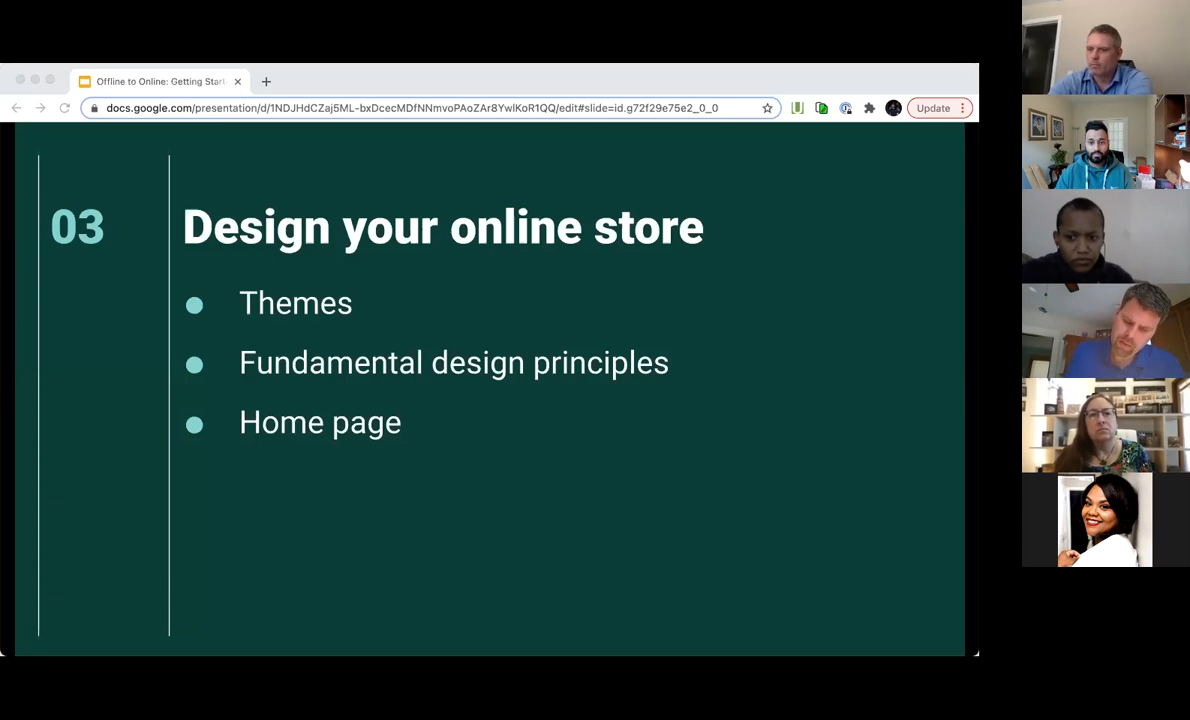 Offline to Online: Getting Start
docs.google.com/presentation/d/1NDJHdCZaj5ML-bxDcecMDfNNmvoPAoZAr8YwlKoR1QQ/edit#slide=id.g72f29e75e2_0_0
Update
03
Design your online store
Themes
Fundamental design principles
Home page